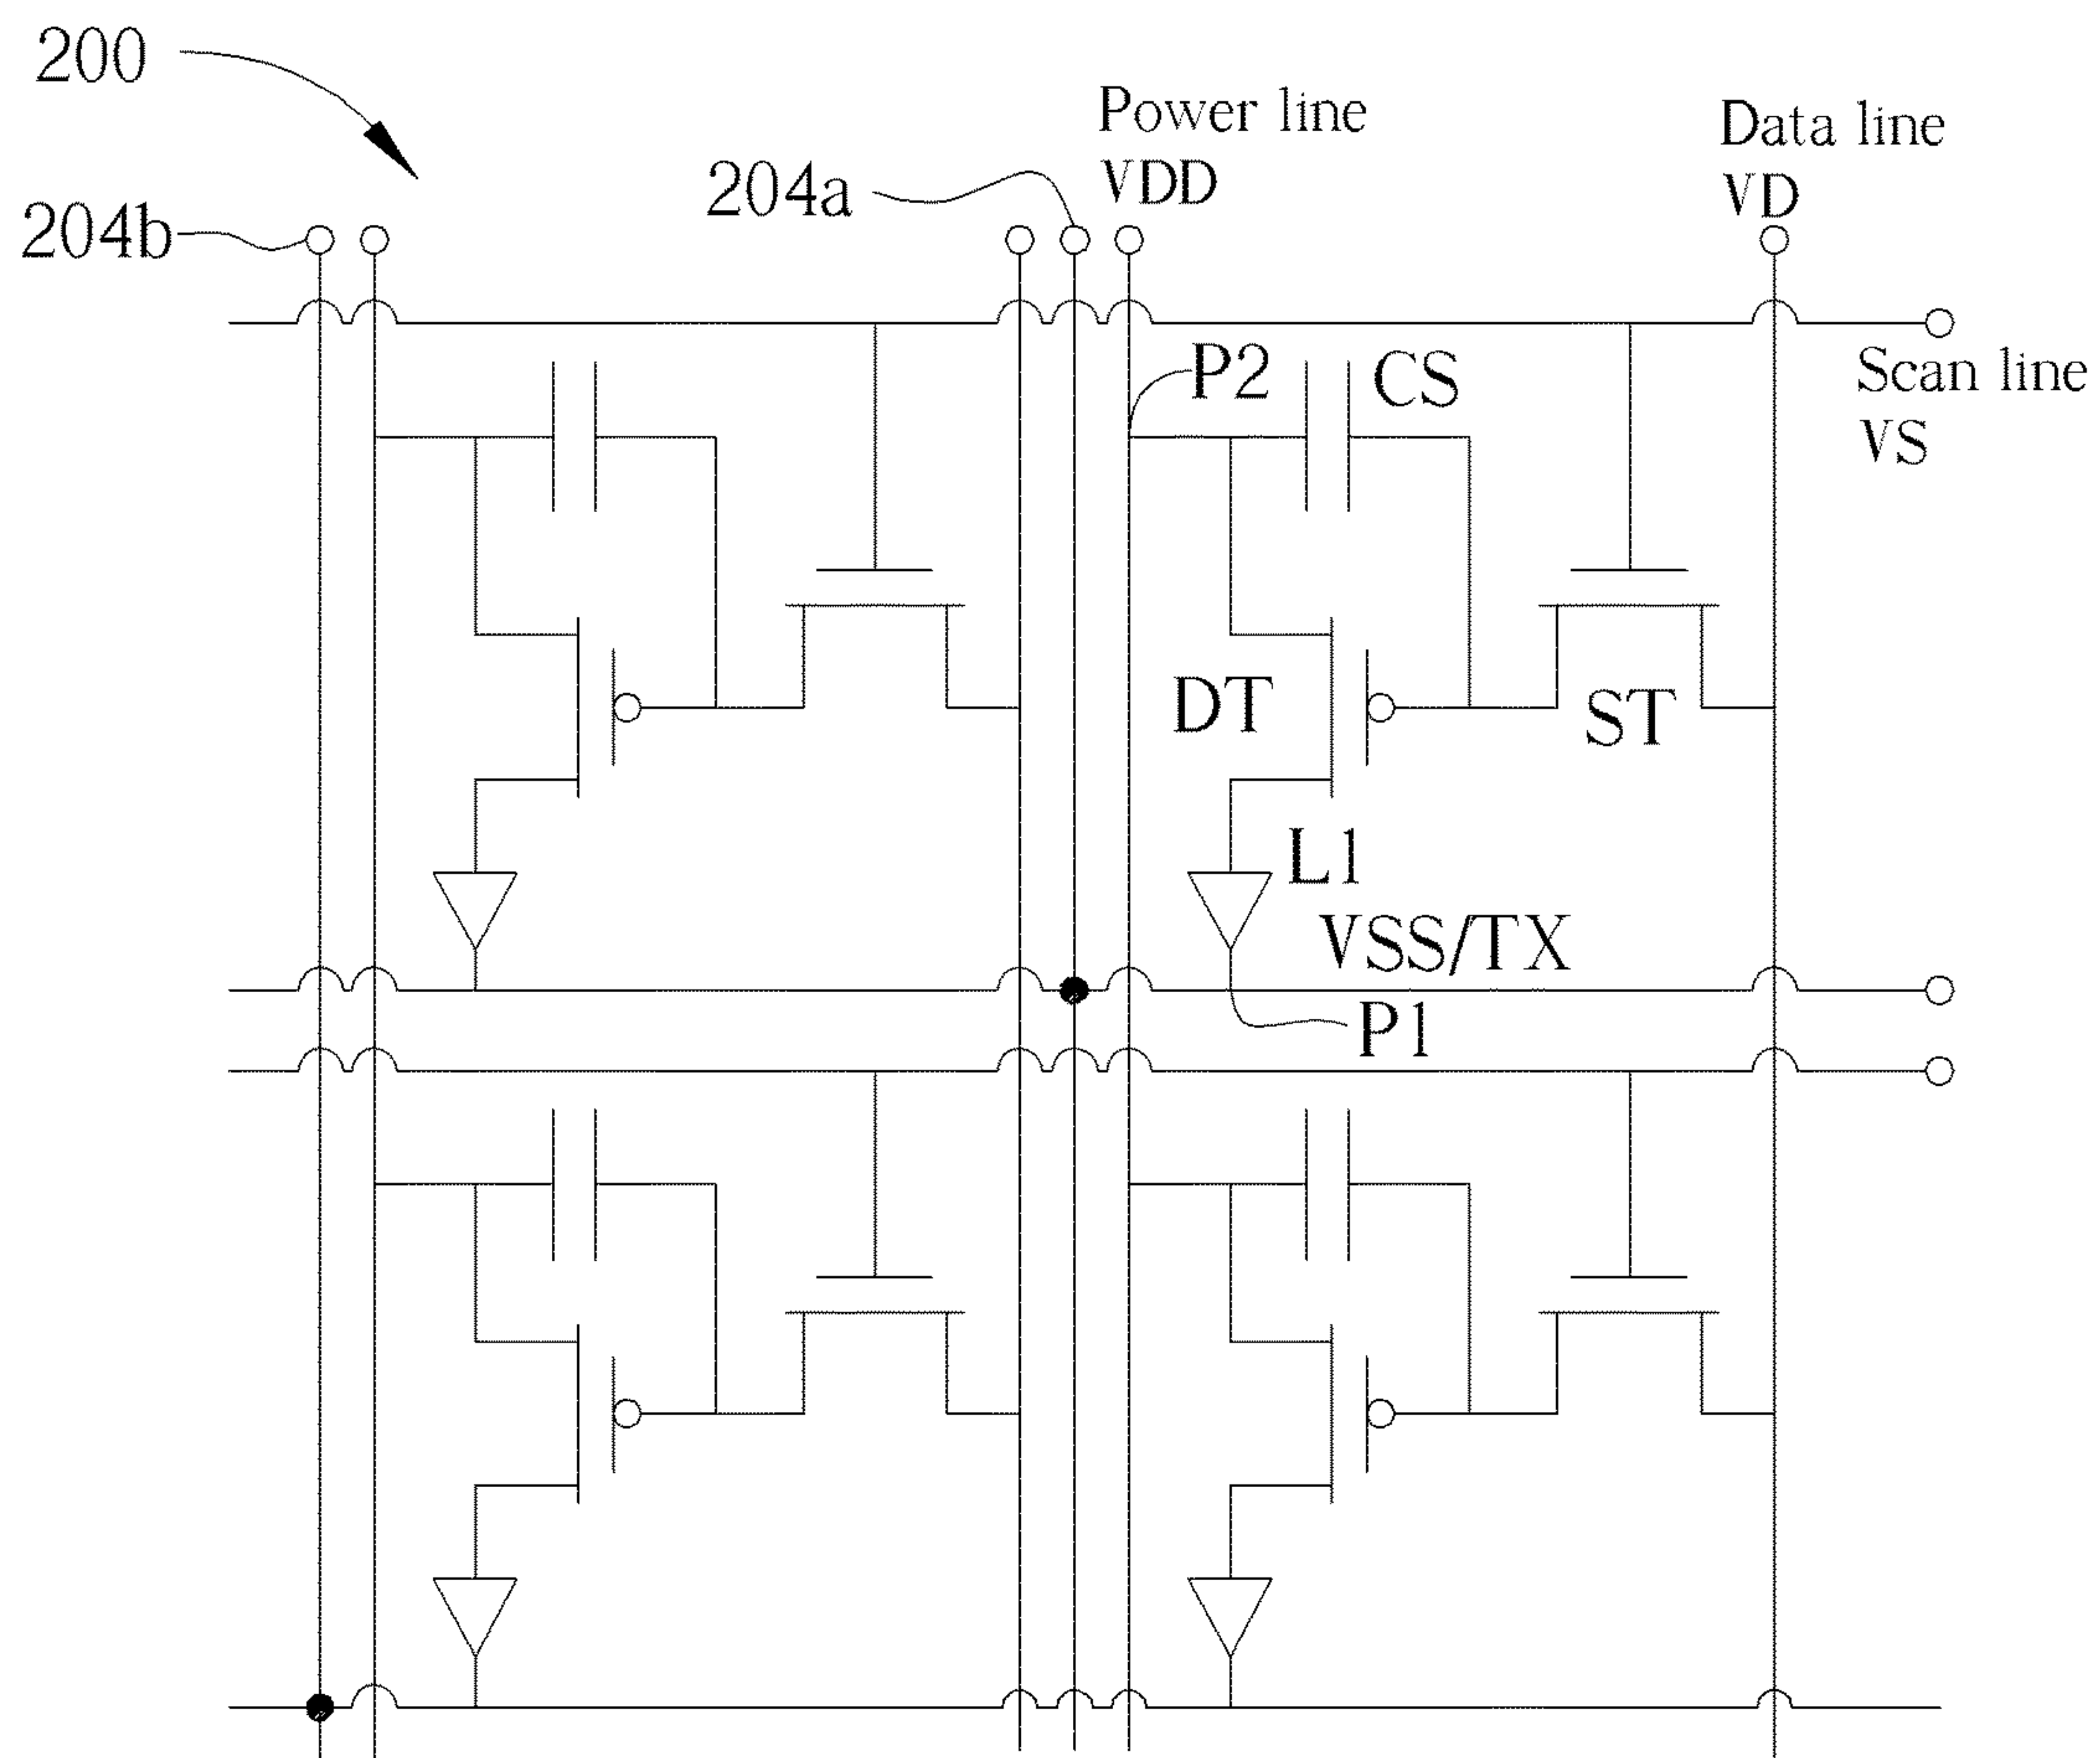 200
Power line
VDD
Data line
VD
204a
204b
P2
CS
Scan line
VS
DT
ST
L1
VSS/TX
P1